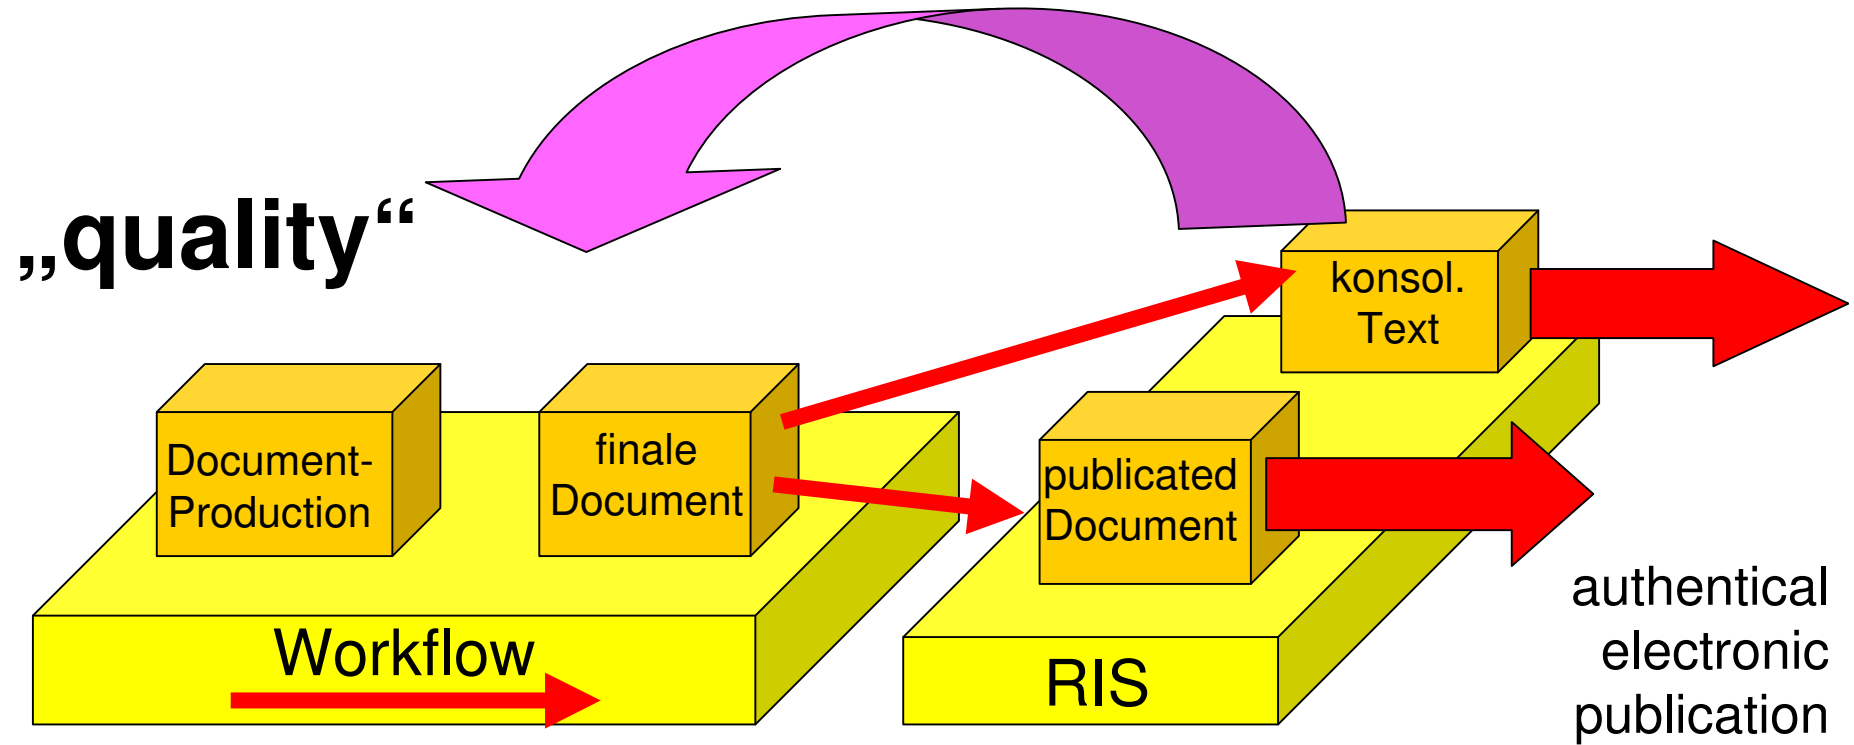 „quality“
konsol.
Text
Document-
Production
finale
Document
publicated
Document
Workflow
RIS
authentical
electronic
publication